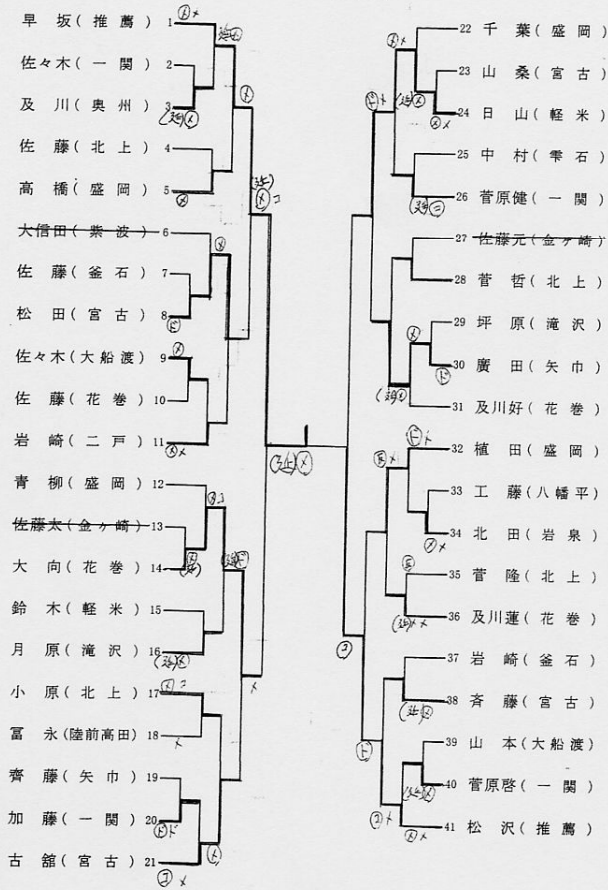 早坂(推薦) 1
佐々木(一関) 2
及川(奥州) 3
佐藤(北上) 4
高橋(盛岡) 5
大信田(紫波) 6
佐藤(釜石) 7
松田(宮古) 8
佐々木(大船渡) 9
佐藤(花巻) 10
岩崎(二戸) 11
青柳(盛岡) 12
佐藤太(金ヶ崎) 13
大向(花巻) 14
鈴木(軽米) 15
月原(滝沢) 16
小原(北上) 17
冨永(陸前高田) 18
齊藤(矢巾) 19
加藤(一関) 20
古舘(宮古) 21
22 千葉(盛岡)
23 山桑(宮古)
24 日山(軽米)
25 中村(雫石)
26 菅原健(一関)
27 佐藤元(金ヶ崎)
28 菅哲(北上)
29 坪原(滝沢)
30 廣田(矢巾)
31 及川好(花巻)
32 植田(盛岡)
33 工藤(八幡平)
34 北田(岩泉)
35 菅隆(北上)
36 及川蓮(花巻)
37 岩崎(釜石)
38 斉藤(宮古)
39 山本(大船渡)
40 菅原啓(一関)
41 松沢(推薦)